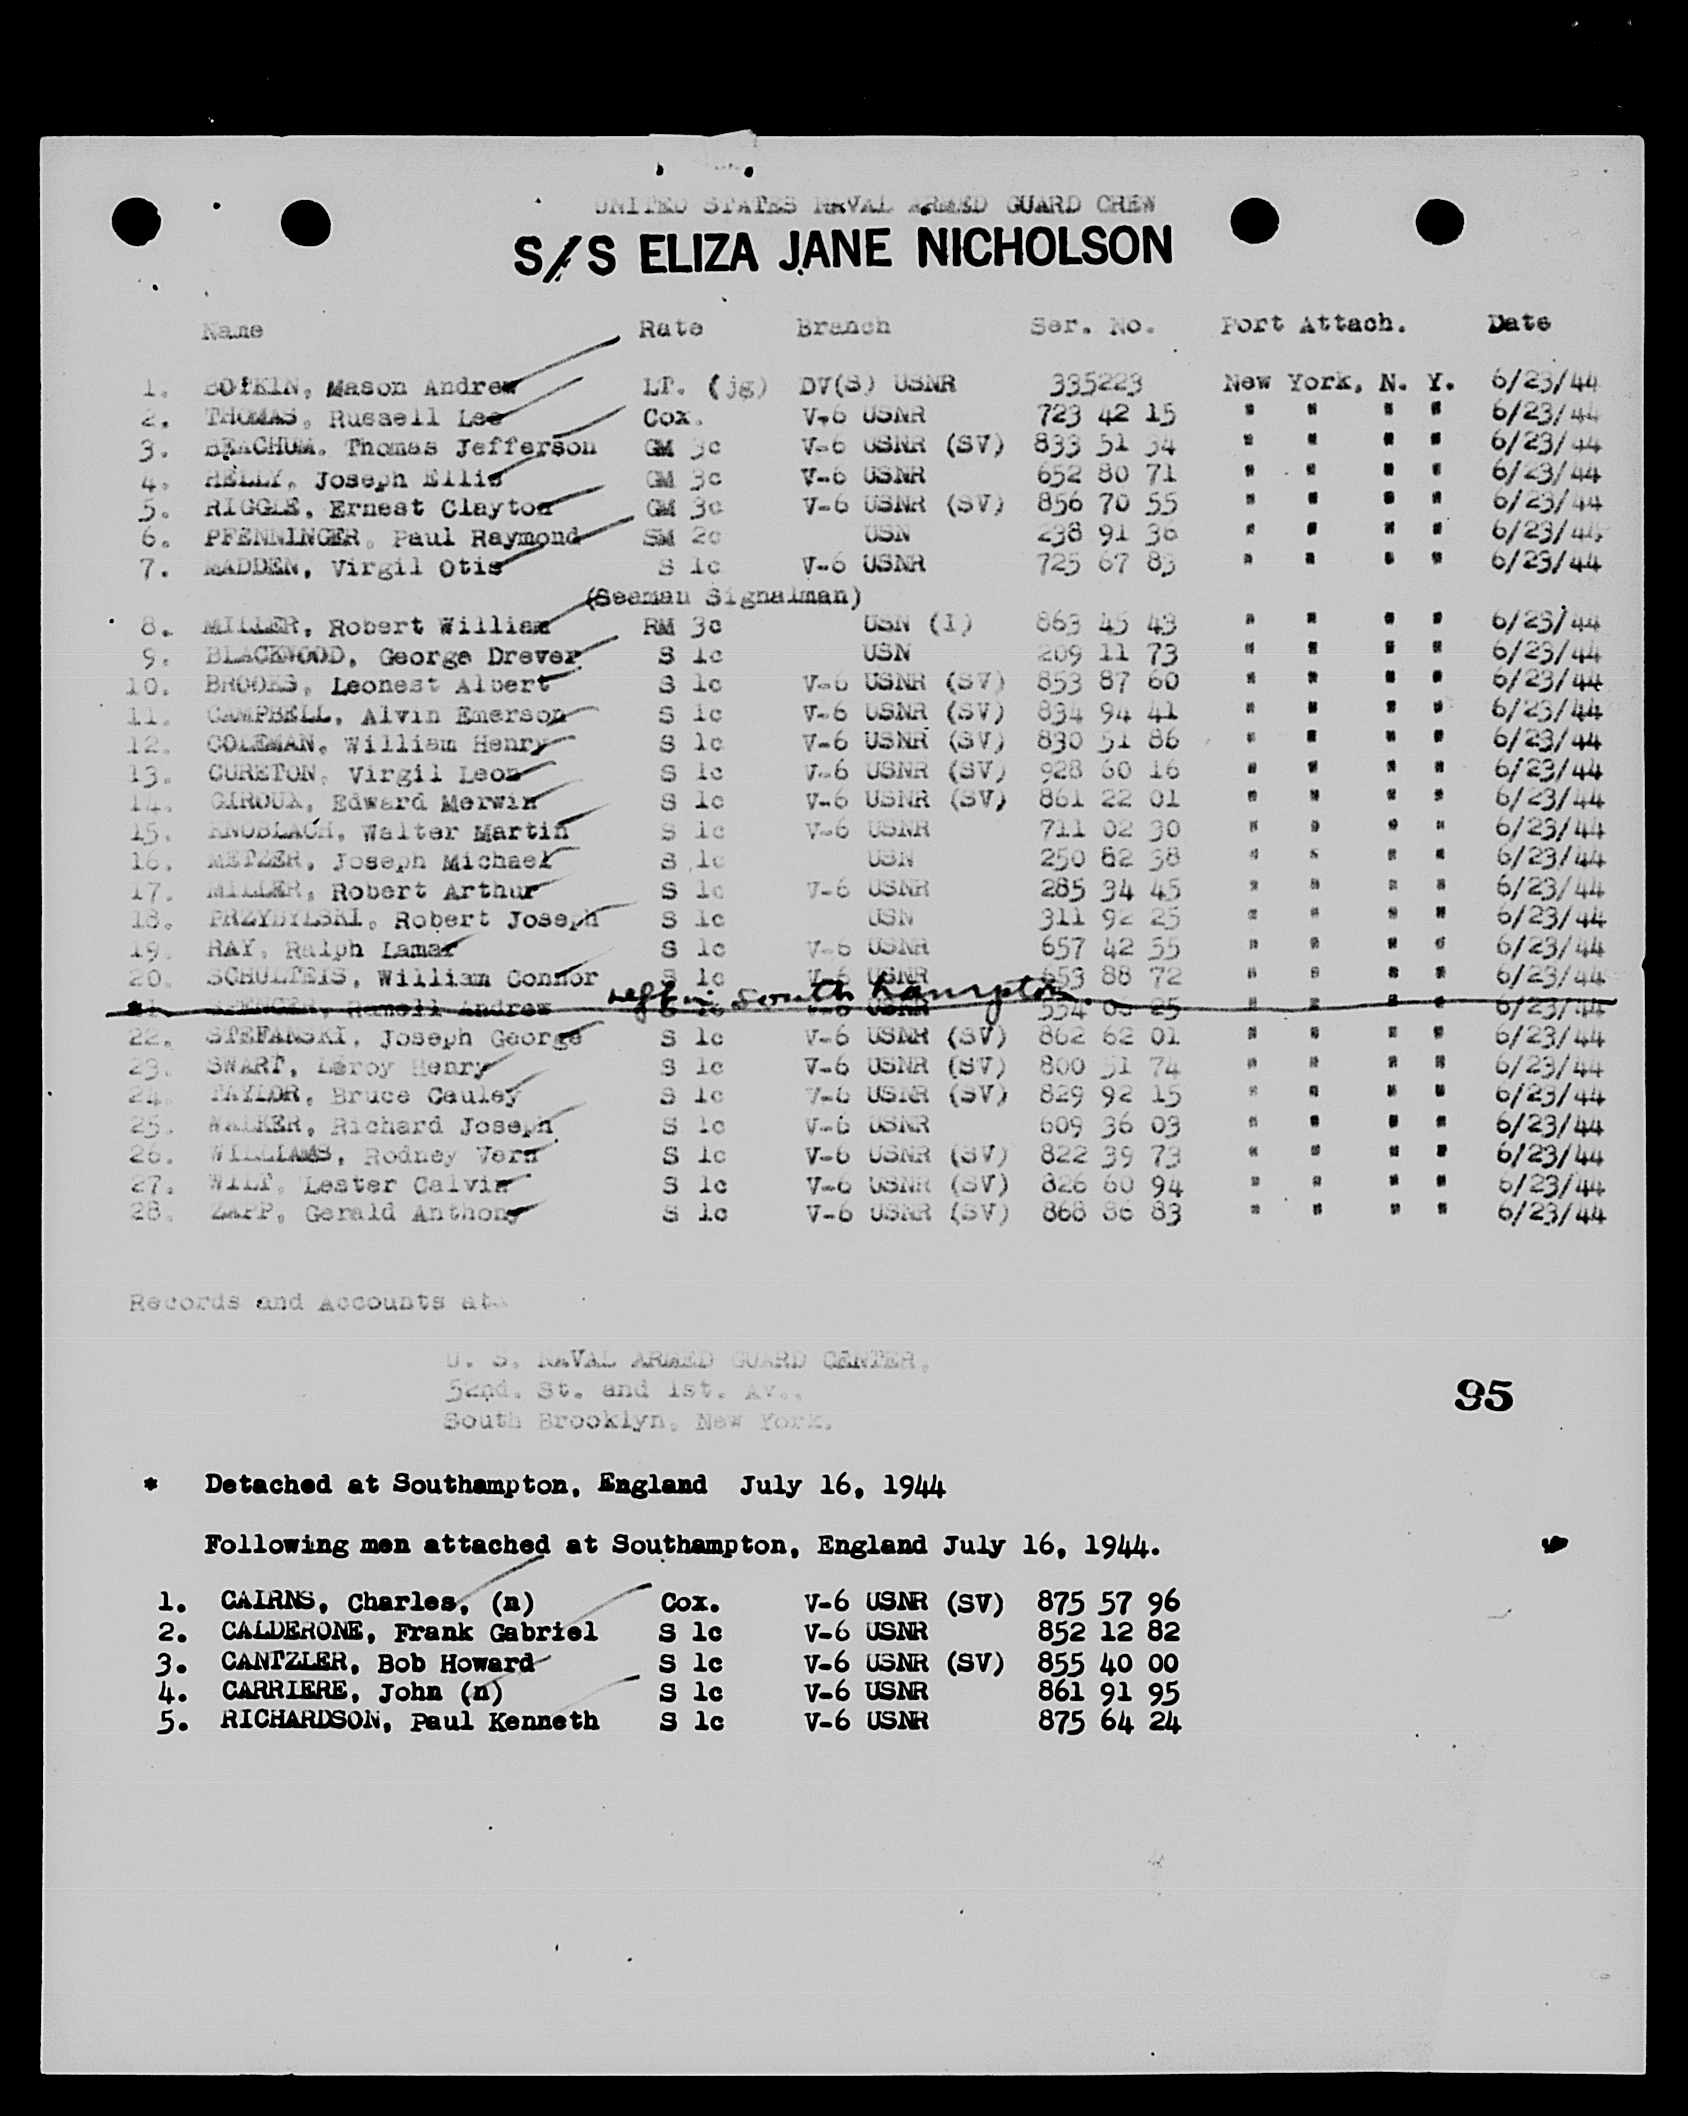 UNITED STATES NAVAL ARMED GUARD CREW
S/S ELIZA JANE NICHOLSON
Name Rate Branch Ser. No. Port Attach. Date
1. BOTKIN, Mason Andrew LT. (jg) DV(S) USNR 335223 New York, N. Y. 6/23/44
2. THOMAS, Russell Lee Cox. V-6 USNR 723 42 15 " " " " 6/23/44
3. BEACHUM, Thomas Jefferson GM 3c V-6 USNR (SV) 833 51 34 " " " " 6/23/44
4. HELLY, Joseph Ellis GM 3c V-6 USNR 652 80 71 " " " " 6/23/44
5. RIGGLE, Ernest Clayton GM 3c V-6 USNR (SV) 856 70 55 " " " " 6/23/44
6. PFENNINGER, Paul Raymond SM 2c USN 238 91 36 " " " " 6/23/44
7. MADDEN, Virgil Otis S 1c V-6 USNR 725 67 83 " " " " 6/23/44
(Seeman Signalman)
8. MILLER, Robert William RM 3c USN (I) 863 45 43 " " " " 6/23/44
9. BLACKWOOD, George Drever S 1c USN 209 11 73 " " " " 6/23/44
10. BROOKS, Leonest Albert S 1c V-6 USNR (SV) 853 87 60 " " " " 6/23/44
11. CAMPBELL, Alvin Emerson S 1c V-6 USNR (SV) 834 94 41 " " " " 6/23/44
12. COLEMAN, William Henry S 1c V-6 USNR (SV) 830 51 86 " " " " 6/23/44
13. CURETON, Virgil Leon S 1c V-6 USNR (SV) 928 60 16 " " " " 6/23/44
14. GIROUX, Edward Merwin S 1c V-6 USNR (SV) 861 22 01 " " " " 6/23/44
15. KNOBLACH, Walter Martin S 1c V-6 USNR 711 02 30 " " " " 6/23/44
16. METZER, Joseph Michael S 1c USN 250 82 38 " " " " 6/23/44
17. MILLER, Robert Arthur S 1c V-6 USNR 285 34 45 " " " " 6/23/44
18. PRZYBYLSKI, Robert Joseph S 1c USN 311 92 25 " " " " 6/23/44
19. RAY, Ralph Lamar S 1c V-6 USNR 657 42 55 " " " " 6/23/44
20. SCHULTEIS, William Connor S 1c V-6 USNR 653 88 72 " " " " 6/23/44
left in south hampton.
* SPENCER, Andrew S 1c V-6 USNR 554 25 " " " " 6/23/44
22. STEFANSKI, Joseph George S 1c V-6 USNR (SV) 862 62 01 " " " " 6/23/44
23. SWART, Leroy Henry S 1c V-6 USNR (SV) 800 51 74 " " " " 6/23/44
24. TAYLOR, Bruce Cauley S 1c V-6 USNR (SV) 829 92 15 " " " " 6/23/44
25. WALKER, Richard Joseph S 1c V-6 USNR 609 36 03 " " " " 6/23/44
26. WILLIAMS, Rodney Vern S 1c V-6 USNR (SV) 822 39 73 " " " " 6/23/44
27. WILT, Lester Calvin S 1c V-6 USNR (SV) 826 60 94 " " " " 6/23/44
28. ZAPP, Gerald Anthony S 1c V-6 USNR (SV) 868 86 83 " " " " 6/23/44
Records and Accounts at
U. S. NAVAL ARMED GUARD CENTER,
52nd. St. and 1st. Av.,
South Brooklyn, New York.
95
* Detached at Southampton, England July 16, 1944
Following men attached at Southampton, England July 16, 1944.
1. CAIRNS, Charles, (n) Cox. V-6 USNR (SV) 875 57 96
2. CALDERONE, Frank Gabriel S 1c V-6 USNR 852 12 82
3. CANTZLER, Bob Howard S 1c V-6 USNR (SV) 855 40 00
4. CARRIERE, John (n) S 1c V-6 USNR 861 91 95
5. RICHARDSON, Paul Kenneth S 1c V-6 USNR 875 64 24